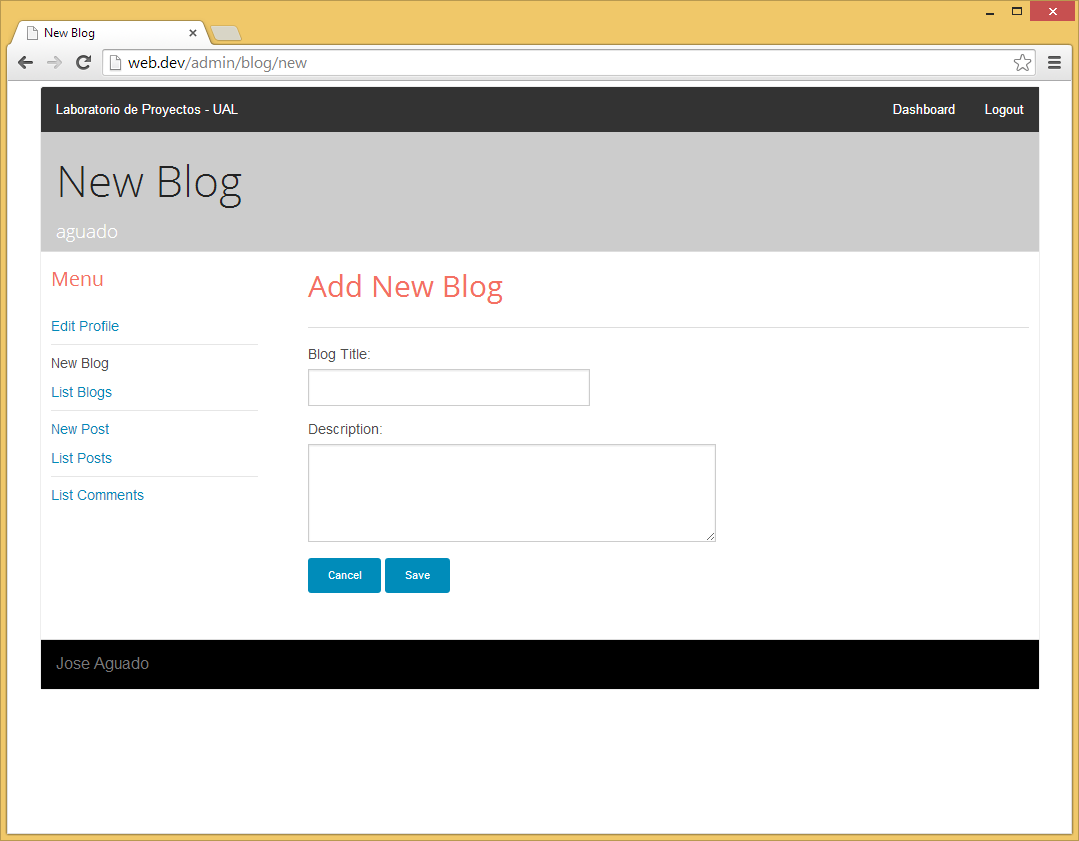 New Blog
web.dev/admin/blog/new
Laboratorio de Proyectos - UAL Dashboard Logout
New Blog
aguado
Menu
Edit Profile
New Blog
List Blogs
New Post
List Posts
List Comments
Add New Blog
Blog Title:
Description:
Cancel Save
Jose Aguado